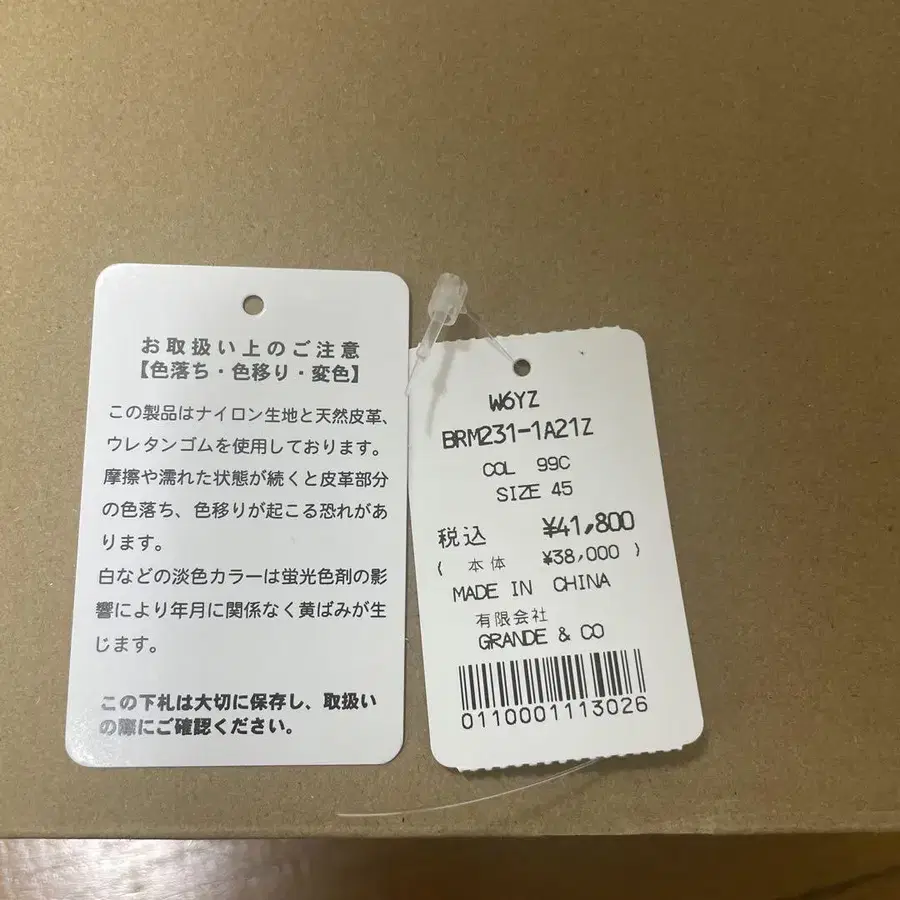 お取扱い上のご注意
【色落ち・色移り・変色】
この製品はナイロン生地と天然皮革、
ウレタンゴムを使用しております。
摩擦や濡れた状態が続くと皮革部分
の色落ち、色移りが起こる恐れがあ
ります。
白などの淡色カラーは蛍光色剤の影
響により年月に関係なく黄ばみが生
じます。
この下札は大切に保存し、取扱い
の際にご確認ください。
W6YZ
BRM231-1A21Z
COL 99C
SIZE 45
税込 ¥41,800
( 本体 ¥38,000 )
MADE IN CHINA
有限会社
GRANDE & CO
0110001113026